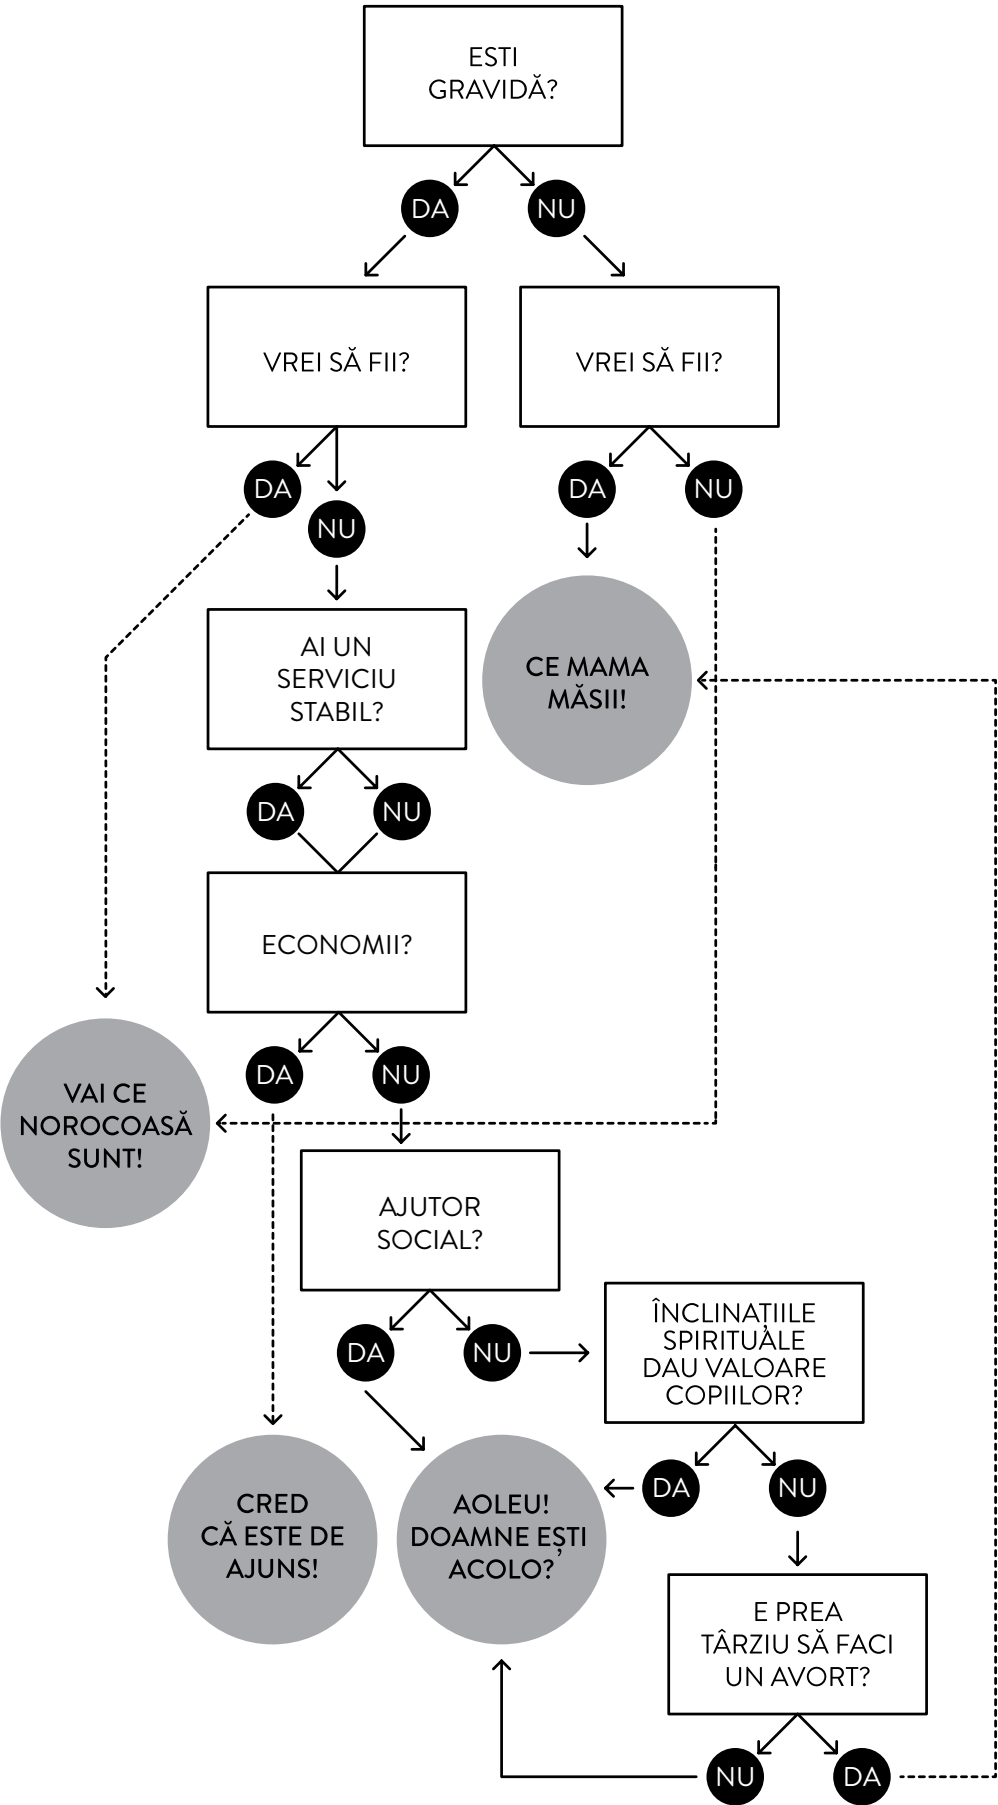 ESTI
GRAVIDĂ?
DA
NU
VREI SĂ FII?
VREI SĂ FII?
DA
NU
DA
NU
AI UN
SERVICIU
STABIL?
CE MAMA
MĂSII!
DA
NU
ECONOMII?
DA
NU
VAI CE
NOROCOASĂ
SUNT!
AJUTOR
SOCIAL?
DA
NU
ÎNCLINAȚIILE
SPIRITUALE
DAU VALOARE
COPIILOR?
DA
NU
CRED
CĂ ESTE DE
AJUNS!
AOLEU!
DOAMNE EȘTI
ACOLO?
E PREA
TÂRZIU SĂ FACI
UN AVORT?
NU
DA